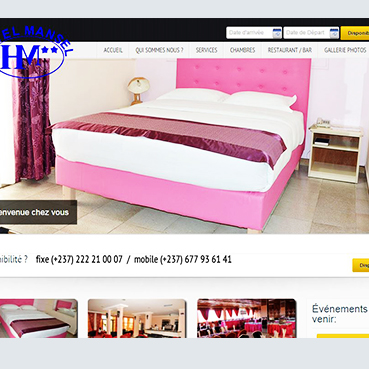 EL MANSEL
HM**
Date d'arrivée
Date de Départ
Disponib
ACCUEIL QUI SOMMES NOUS ? SERVICES CHAMBRES RESTAURANT / BAR GALLERIE PHOTOS
envenue chez vous
nibilité ? fixe (+237) 222 21 00 07 / mobile (+237) 677 93 61 41
Disp
Événements
venir: